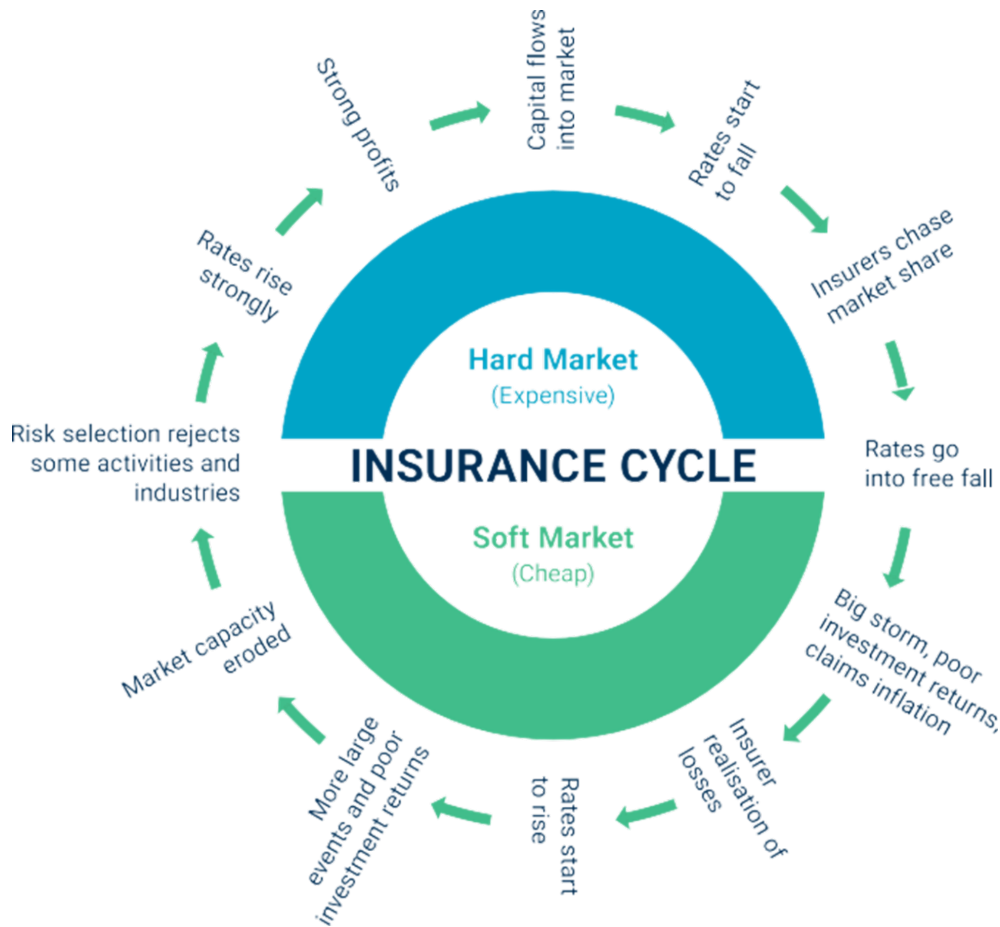 Capital flows
into market
Rates start
to fall
Insurers chase
market share
Rates go
into free fall
Big storm, poor
investment returns,
claims inflation
Insurer
realisation of
losses
Rates start
to rise
More large
events and poor
investment returns
Market capacity
eroded
Risk selection rejects
some activities and
industries
Rates rise
strongly
Strong profits
Hard Market
(Expensive)
INSURANCE CYCLE
Soft Market
(Cheap)